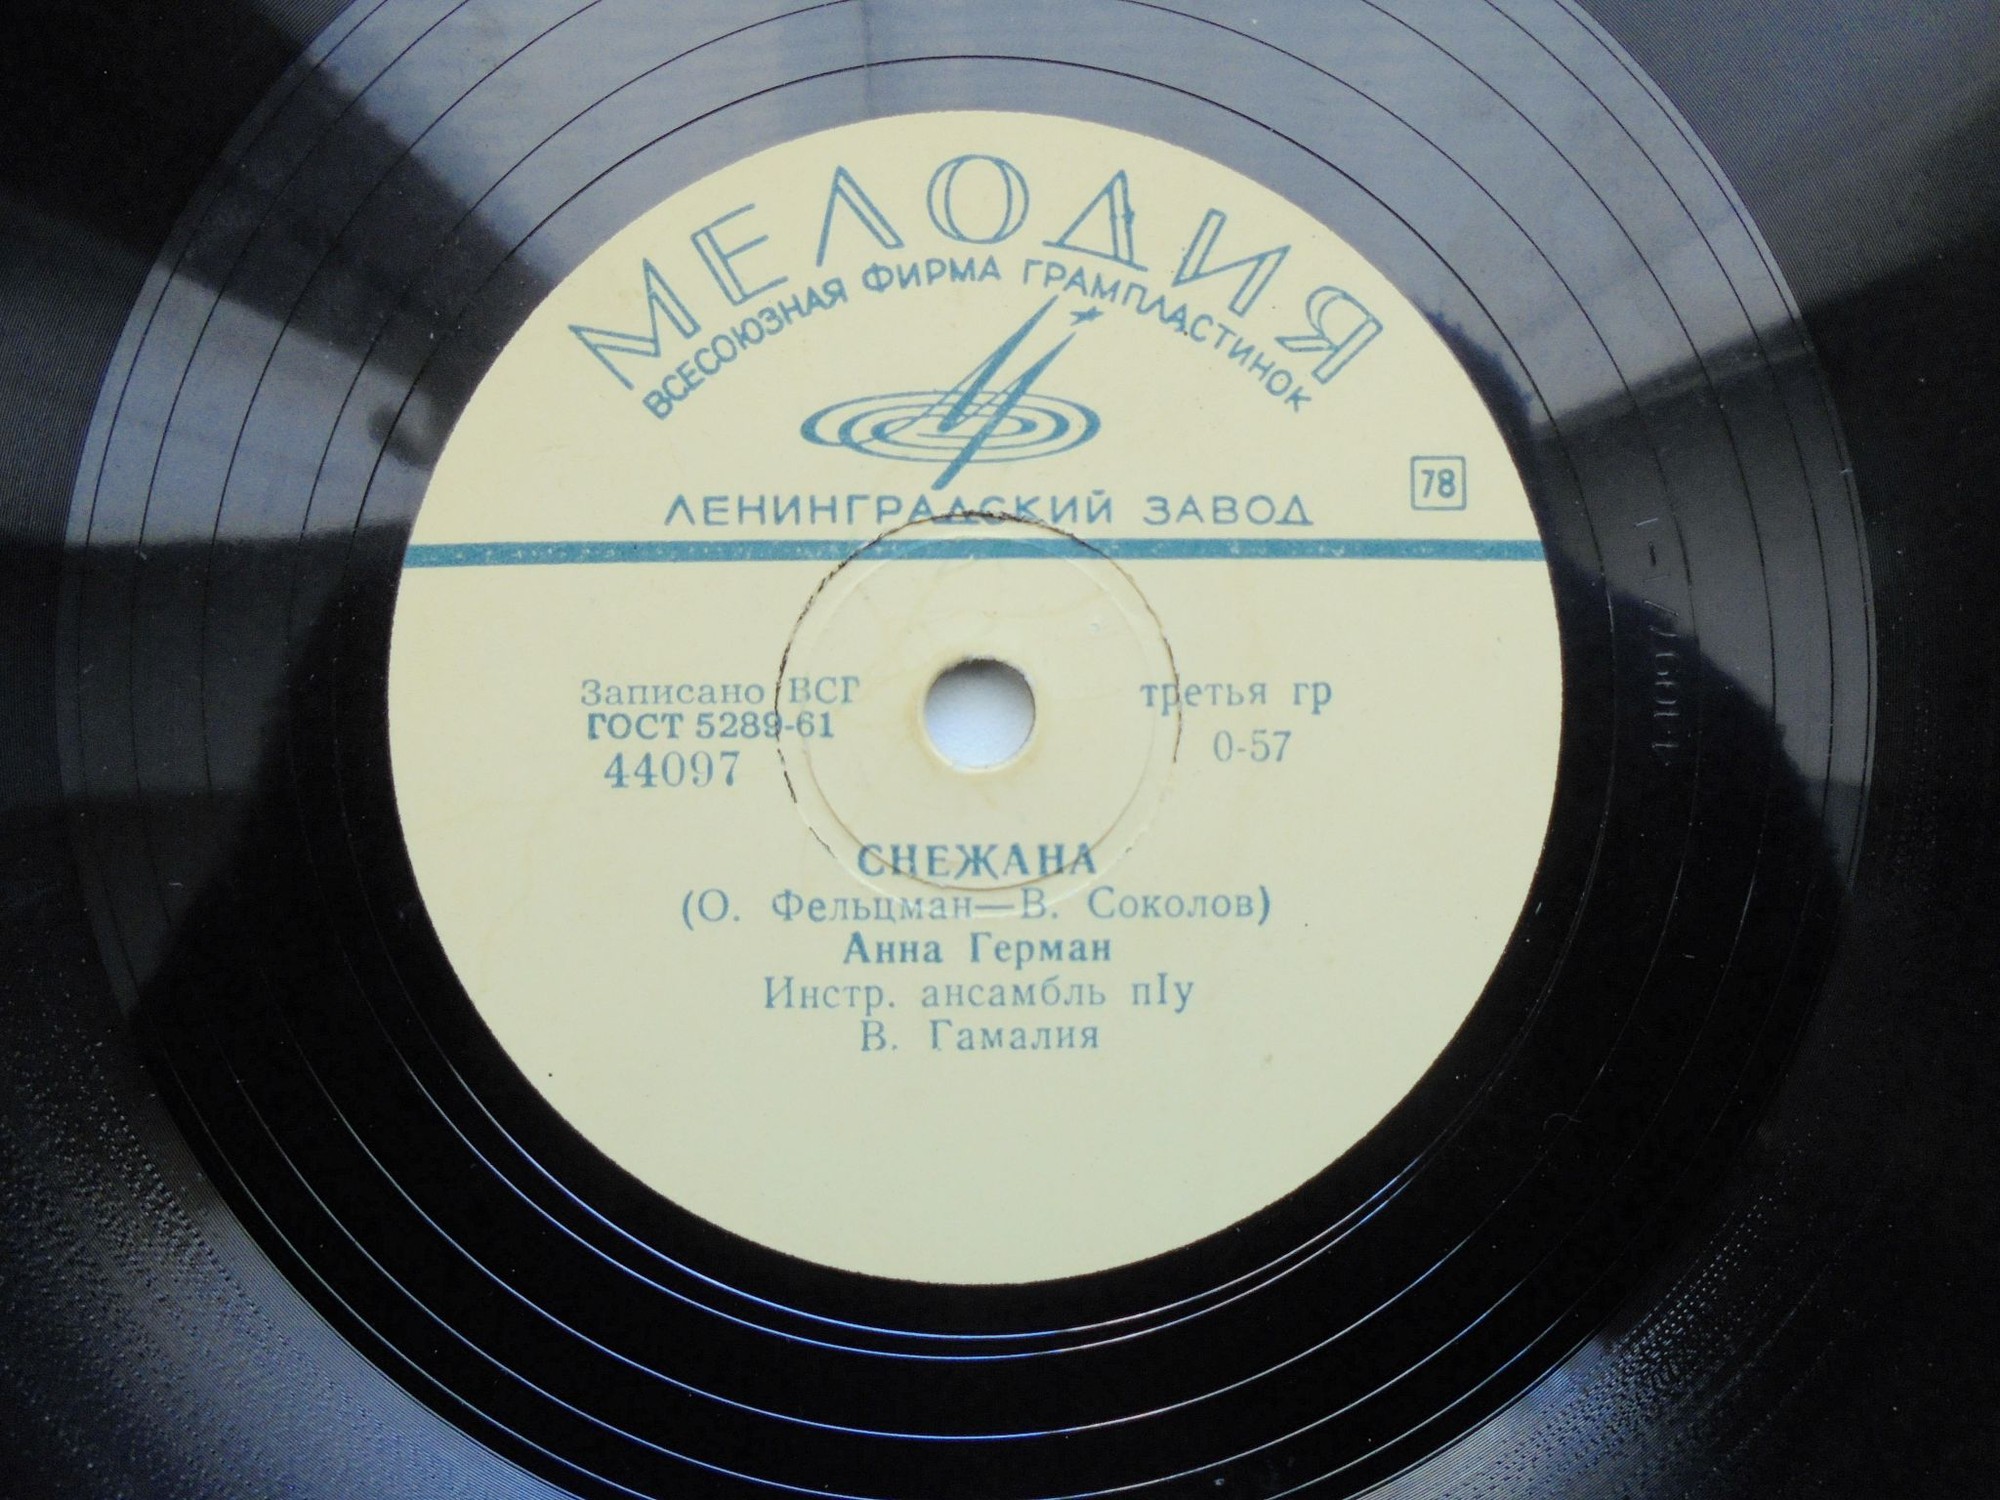 МЕЛОДИЯ
ВСЕСОЮЗНАЯ ФИРМА ГРАМПЛАСТИНОК
ЛЕНИНГРАДСКИЙ ЗАВОД
78
Записано ВСГ
ГОСТ 5289-61
44097
третья гр
0-57
СНЕЖАНА
(О. Фельцман—В. Соколов)
Анна Герман
Инстр. ансамбль пIу
В. Гамалия